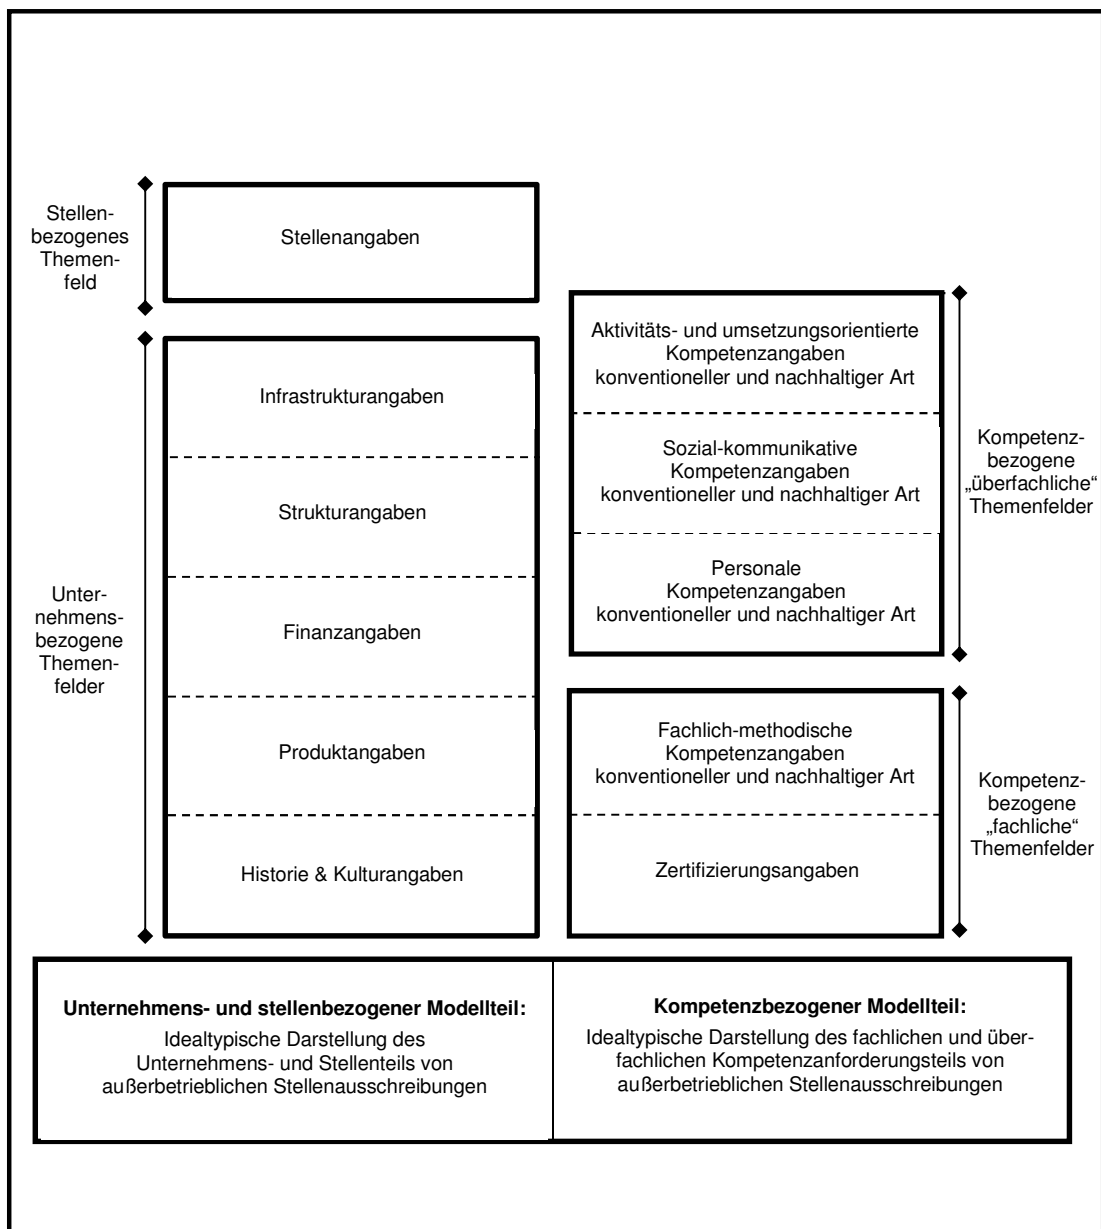 Stellen-
bezogenes
Themen-
feld
Stellenangaben
Unter-
nehmens-
bezogene
Themen-
felder
Infrastrukturangaben
Strukturangaben
Finanzangaben
Produktangaben
Historie & Kulturangaben
Aktivitäts- und umsetzungsorientierte
Kompetenzangaben
konventioneller und nachhaltiger Art
Sozial-kommunikative
Kompetenzangaben
konventioneller und nachhaltiger Art
Personale
Kompetenzangaben
konventioneller und nachhaltiger Art
Kompetenz-
bezogene
„überfachliche“
Themenfelder
Fachlich-methodische
Kompetenzangaben
konventioneller und nachhaltiger Art
Zertifizierungsangaben
Kompetenz-
bezogene
„fachliche“
Themenfelder
Unternehmens- und stellenbezogener Modellteil:
Idealtypische Darstellung des
Unternehmens- und Stellenteils von
außerbetrieblichen Stellenausschreibungen
Kompetenzbezogener Modellteil:
Idealtypische Darstellung des fachlichen und über-
fachlichen Kompetenzanforderungsteils von
außerbetrieblichen Stellenausschreibungen